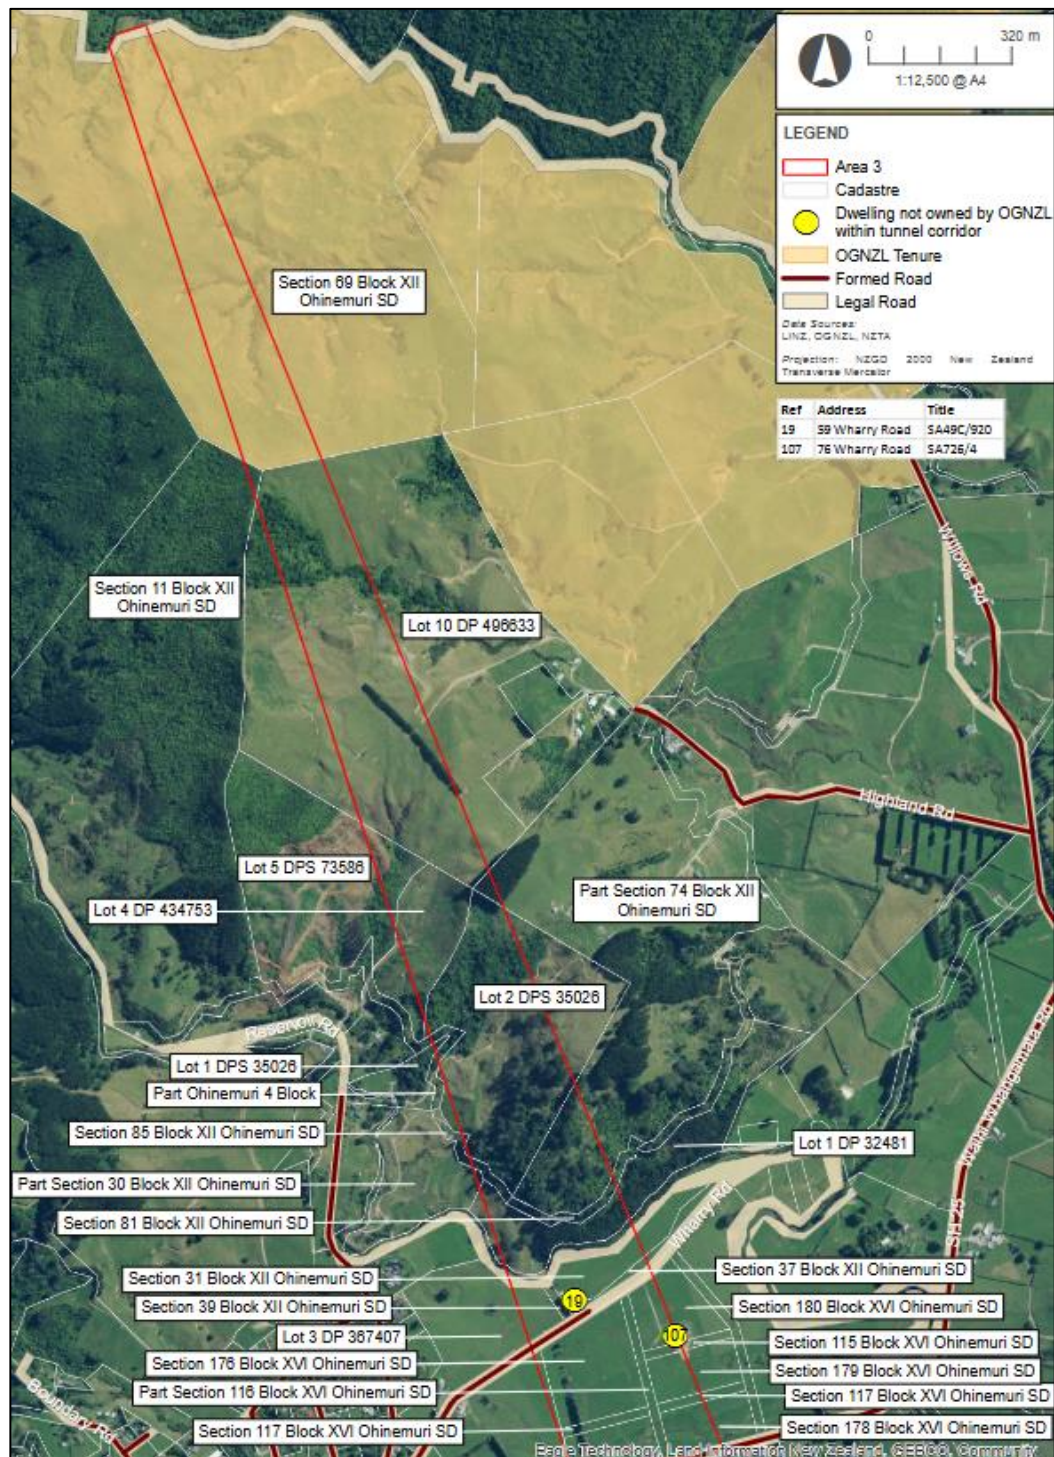 0 320 m
1:12,500 @ A4
LEGEND
Area 3
Cadastre
Dwelling not owned by OGNZL
within tunnel corridor
OGNZL Tenure
Formed Road
Legal Road
Data Sources:
LINZ, OGNZL, NZTA
Projection: NZGD 2000 New Zealand
Transverse Mercator
Ref Address Title
19 59 Wharry Road SA49C/920
107 76 Wharry Road SA726/4
Section 69 Block XII
Ohinemuri SD
Willows Rd
Section 11 Block XII
Ohinemuri SD
Lot 10 DP 496633
Highland Rd
Lot 5 DPS 73586
Lot 4 DP 434753
Part Section 74 Block XII
Ohinemuri SD
Lot 2 DPS 35026
Reservoir Rd
Waihi Whangamata Rd
Lot 1 DPS 35026
Part Ohinemuri 4 Block
Section 85 Block XII Ohinemuri SD
Lot 1 DP 32481
Part Section 30 Block XII Ohinemuri SD
Section 81 Block XII Ohinemuri SD
Wharry Rd
SH 25
Section 31 Block XII Ohinemuri SD
Section 37 Block XII Ohinemuri SD
19
Section 39 Block XII Ohinemuri SD
Section 180 Block XVI Ohinemuri SD
Lot 3 DP 367407
107
Section 115 Block XVI Ohinemuri SD
Section 176 Block XVI Ohinemuri SD
Section 179 Block XVI Ohinemuri SD
Part Section 116 Block XVI Ohinemuri SD
Section 117 Block XVI Ohinemuri SD
Boundary Rd
Section 117 Block XVI Ohinemuri SD
Section 178 Block XVI Ohinemuri SD
Eagle Technology, Land Information New Zealand, GEBCO, Community